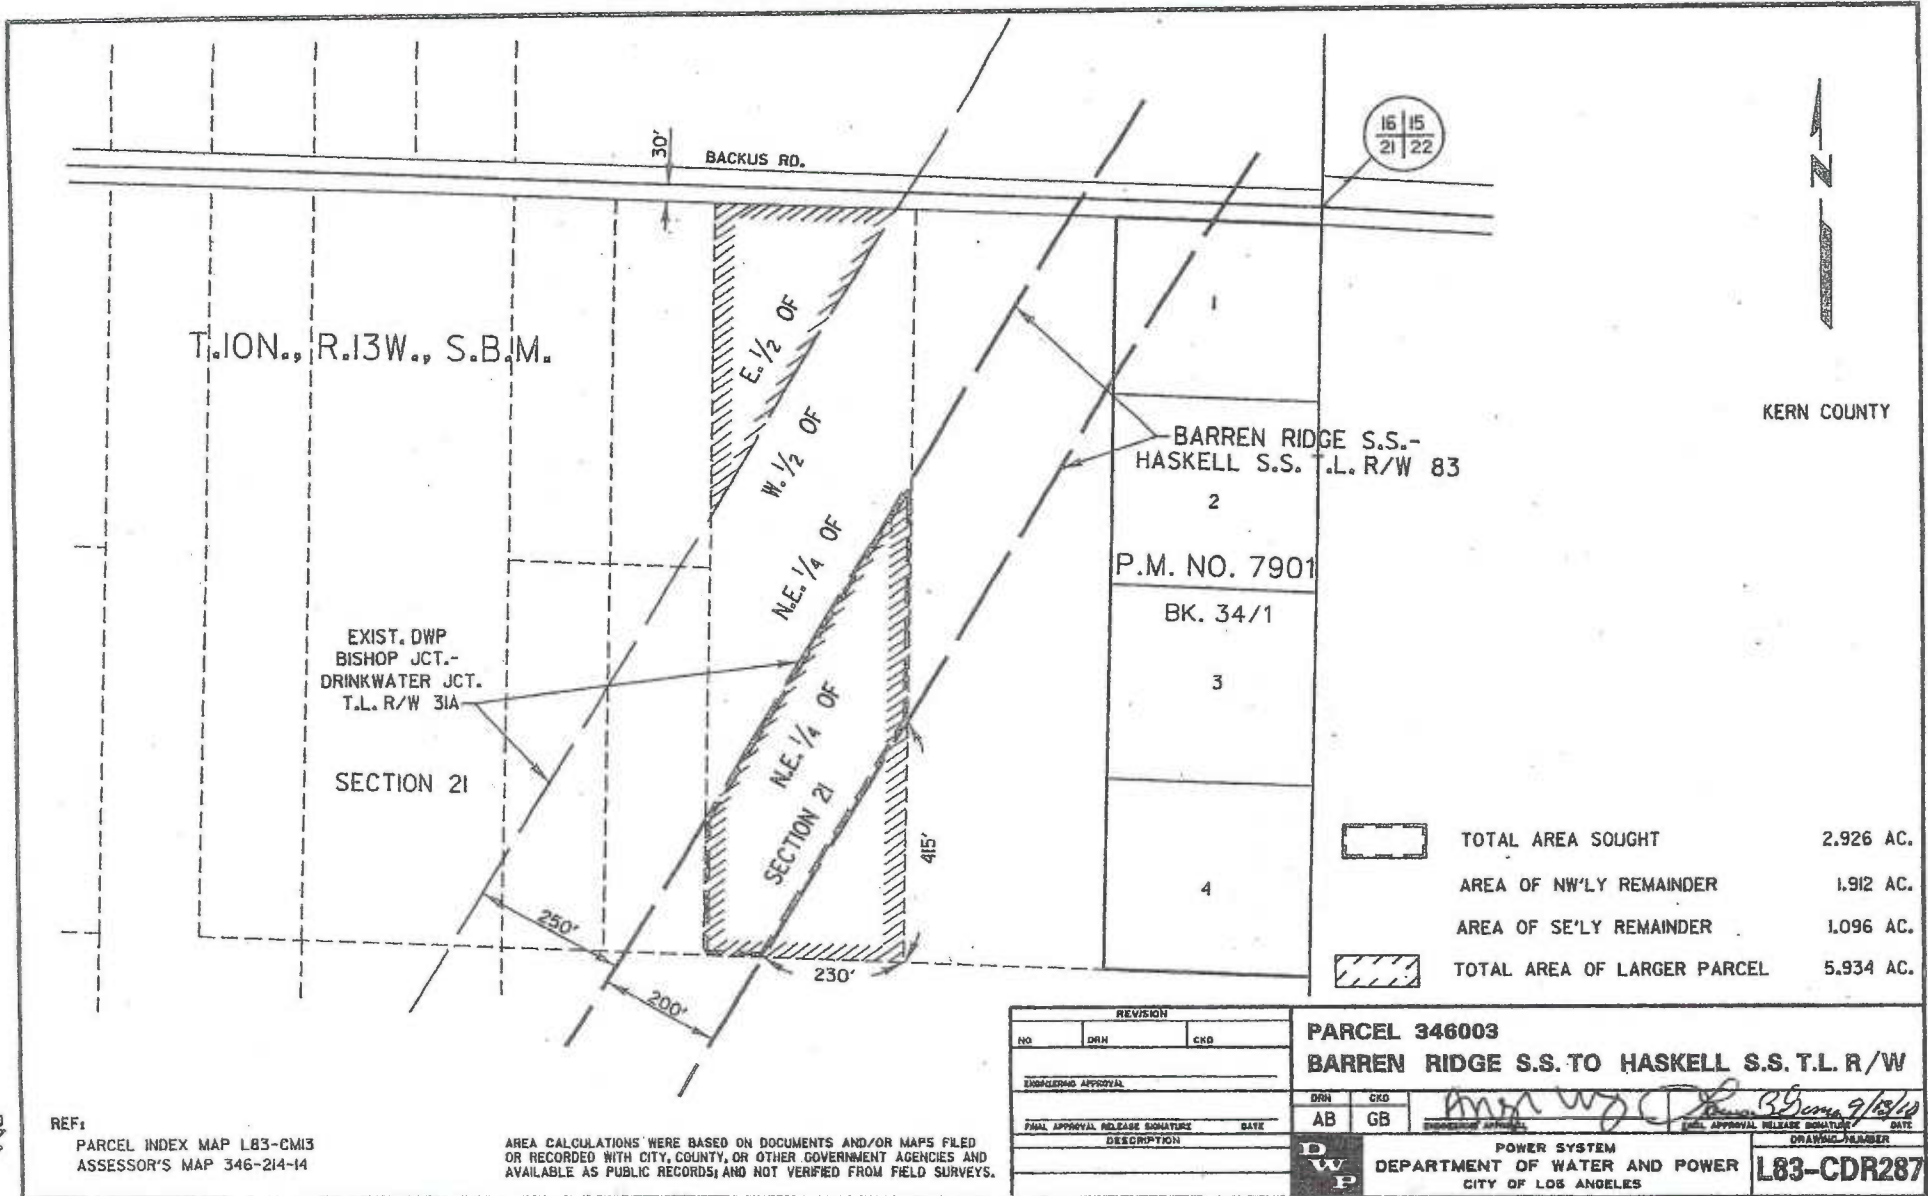 30'
BACKUS RD.
16 15
21 22
N
T.10N., R.13W., S.B.M.
KERN COUNTY
E. 1/2 OF
W. 1/2 OF
N.E. 1/4 OF
N.E. 1/4 OF
SECTION 21
1
BARREN RIDGE S.S.-
HASKELL S.S. T.L. R/W 83
2
P.M. NO. 7901
BK. 34/1
3
4
EXIST. DWP
BISHOP JCT.-
DRINKWATER JCT.
T.L. R/W 31A
SECTION 21
415'
250'
200'
230'
TOTAL AREA SOUGHT 2.926 AC.
AREA OF NW'LY REMAINDER 1.912 AC.
AREA OF SE'LY REMAINDER 1.096 AC.
TOTAL AREA OF LARGER PARCEL 5.934 AC.
REVISION
NO DRN CKD
ENGINEERING APPROVAL
FINAL APPROVAL RELEASE SIGNATURE DATE
DESCRIPTION
PARCEL 346003
BARREN RIDGE S.S. TO HASKELL S.S. T.L. R/W
DRN CKD
AB GB
ENGINEERING APPROVAL
FINAL APPROVAL RELEASE SIGNATURE DATE
DWP
POWER SYSTEM
DEPARTMENT OF WATER AND POWER
CITY OF LOS ANGELES
DRAWING NUMBER
L83-CDR287
REF:
PARCEL INDEX MAP L83-CM13
ASSESSOR'S MAP 346-214-14
AREA CALCULATIONS WERE BASED ON DOCUMENTS AND/OR MAPS FILED
OR RECORDED WITH CITY, COUNTY, OR OTHER GOVERNMENT AGENCIES AND
AVAILABLE AS PUBLIC RECORDS; AND NOT VERIFIED FROM FIELD SURVEYS.